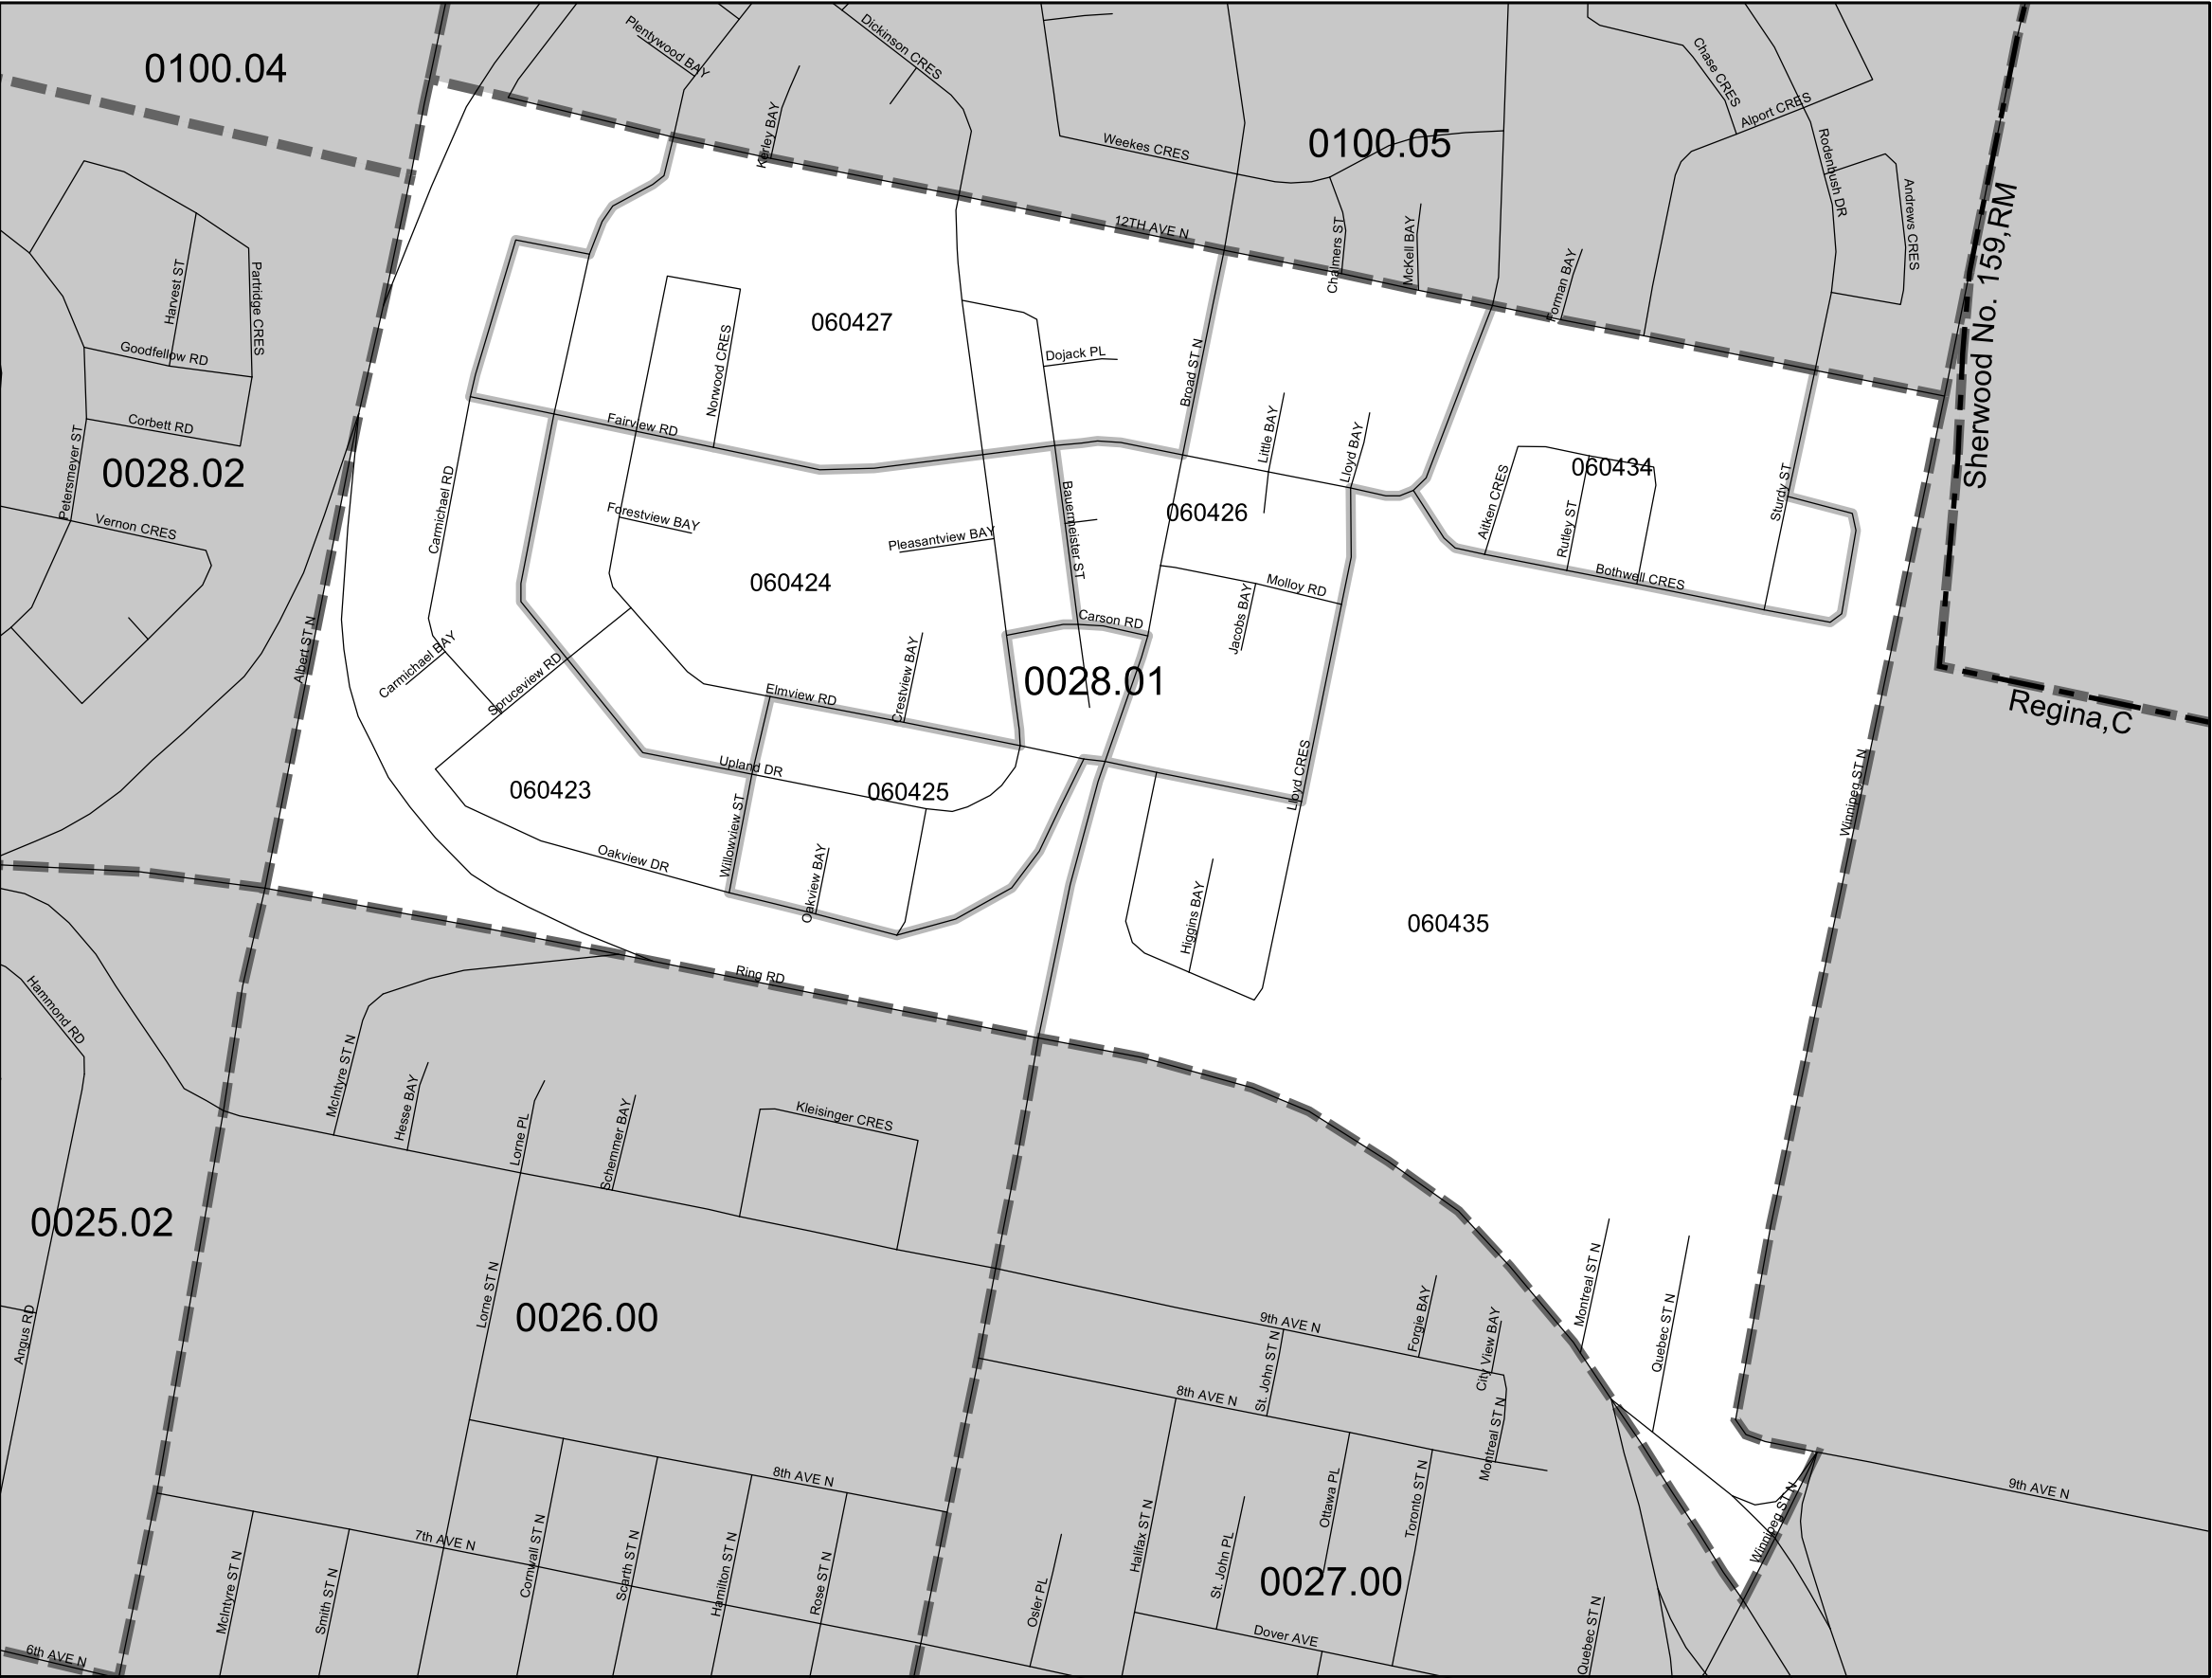 0100.04
Plentywood BAY
Dickinson CRES
Chase CRES
Alport CRES
Kerley BAY
Weekes CRES
0100.05
Rodenbush DR
Andrews CRES
12TH AVE N
Chalmers ST
McKell BAY
Forman BAY
Sherwood No. 159,RM
Harvest ST
Partridge CRES
Goodfellow RD
Corbett RD
Petersmeyer ST
0028.02
Vernon CRES
060427
Norwood CRES
Dojack PL
Broad ST N
Fairview RD
Little BAY
Lloyd BAY
060434
Aitken CRES
Rutley ST
Sturdy ST
Carmichael RD
Forestview BAY
Pleasantview BAY
Bauermeister ST
060426
060424
Molloy RD
Bothwell CRES
Carson RD
Jacobs BAY
Albert ST N
Carmichael BAY
Spruceview RD
Elmview RD
Crestview BAY
0028.01
Regina,C
Upland DR
060423
060425
Lloyd CRES
Winnipeg ST N
Willowview ST
Oakview DR
Oakview BAY
Higgins BAY
060435
Ring RD
Hammond RD
McIntyre ST N
Hesse BAY
Lorne PL
Schemmer BAY
Kleisinger CRES
0025.02
Angus RD
Lorne ST N
0026.00
9th AVE N
Forgie BAY
City View BAY
Montreal ST N
Quebec ST N
St. John ST N
8th AVE N
Montreal ST N
8th AVE N
7th AVE N
McIntyre ST N
Smith ST N
Cornwall ST N
Scarth ST N
Hamilton ST N
Rose ST N
Osler PL
Halifax ST N
St. John PL
Ottawa PL
Toronto ST N
0027.00
Dover AVE
Winnipeg ST N
9th AVE N
Quebec ST N
6th AVE N